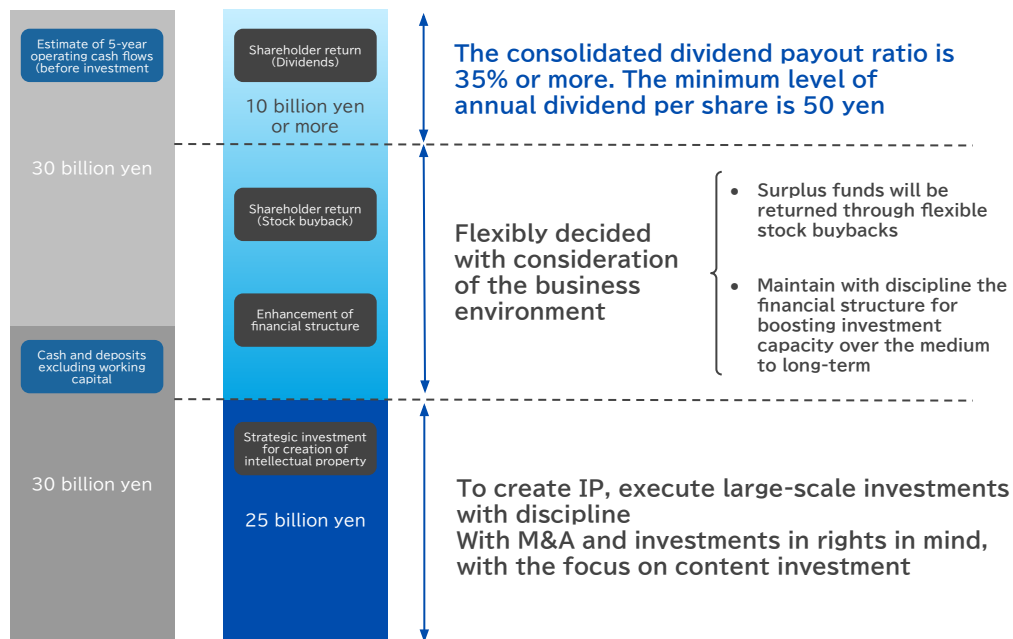 Estimate of 5-year
operating cash flows
(before investment
30 billion yen
Cash and deposits
excluding working
capital
30 billion yen
Shareholder return
(Dividends)
10 billion yen
or more
Shareholder return
(Stock buyback)
Enhancement of
financial structure
Strategic investment
for creation of
intellectual property
25 billion yen
The consolidated dividend payout ratio is
35% or more. The minimum level of
annual dividend per share is 50 yen
Flexibly decided
with consideration
of the business
environment
• Surplus funds will be
returned through flexible
stock buybacks
• Maintain with discipline the
financial structure for
boosting investment
capacity over the medium
to long-term
To create IP, execute large-scale investments
with discipline
With M&A and investments in rights in mind,
with the focus on content investment